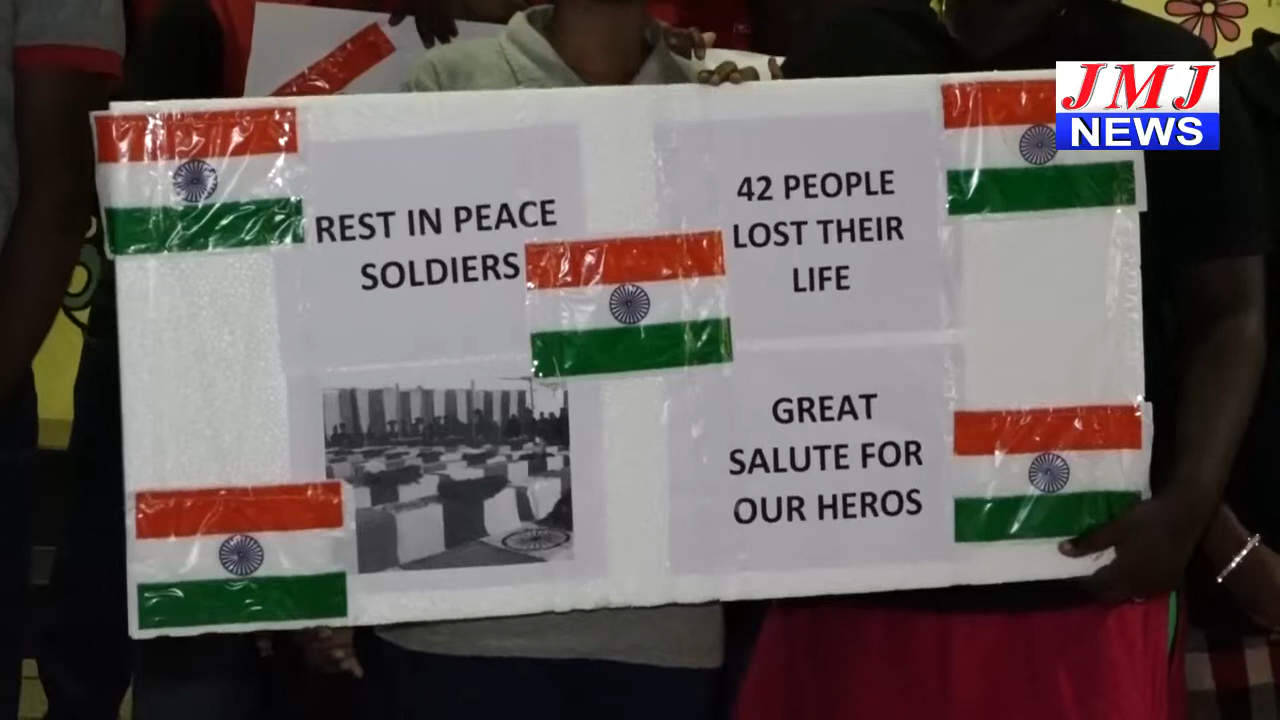 JMJ
NEWS
REST IN PEACE
SOLDIERS
42 PEOPLE
LOST THEIR
LIFE
GREAT
SALUTE FOR
OUR HEROS